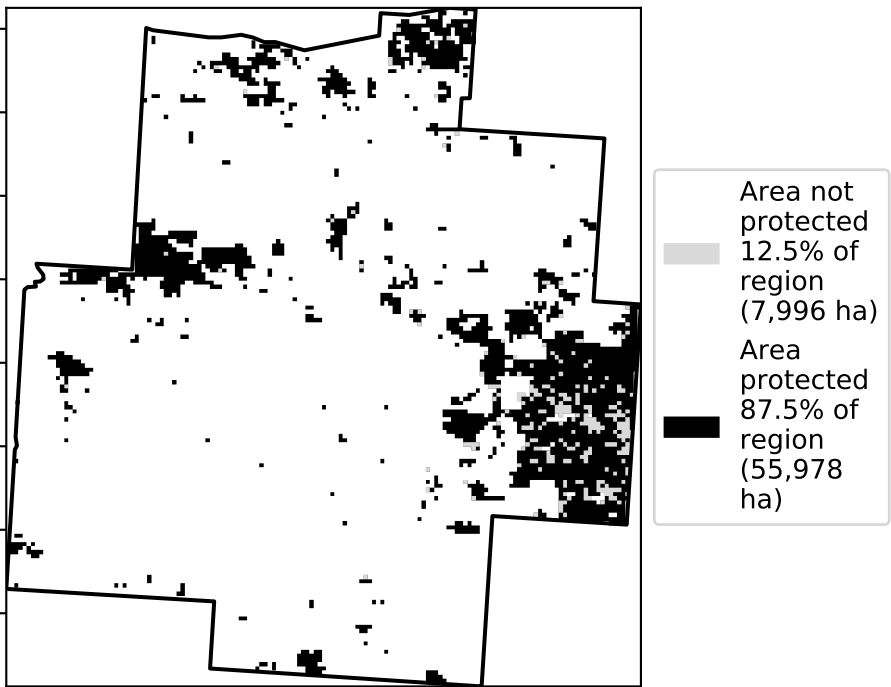 Area not
protected
12.5% of
region
(7,996 ha)
Area
protected
87.5% of
region
(55,978
ha)